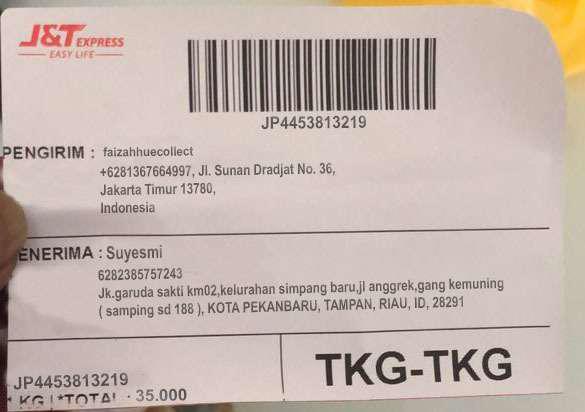 J&T EXPRESS
EASY LIFE
JP4453813219
PENGIRIM : faizahhuecollect
+6281367664997, Jl. Sunan Dradjat No. 36,
Jakarta Timur 13780,
Indonesia
ENERIMA : Suyesmi
6282385757243
Jk.garuda sakti km02,kelurahan simpang baru,jl anggrek,gang kemuning
( samping sd 188 ), KOTA PEKANBARU, TAMPAN, RIAU, ID, 28291
JP4453813219
TKG-TKG
KG *TOTAL : 35.000